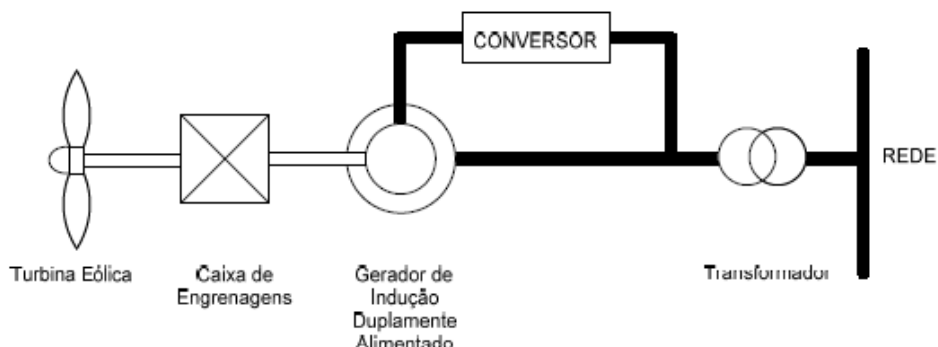 CONVERSOR
REDE
Turbina Eólica
Caixa de
Engrenagens
Gerador de
Indução
Duplamente
Alimentado
Transformador